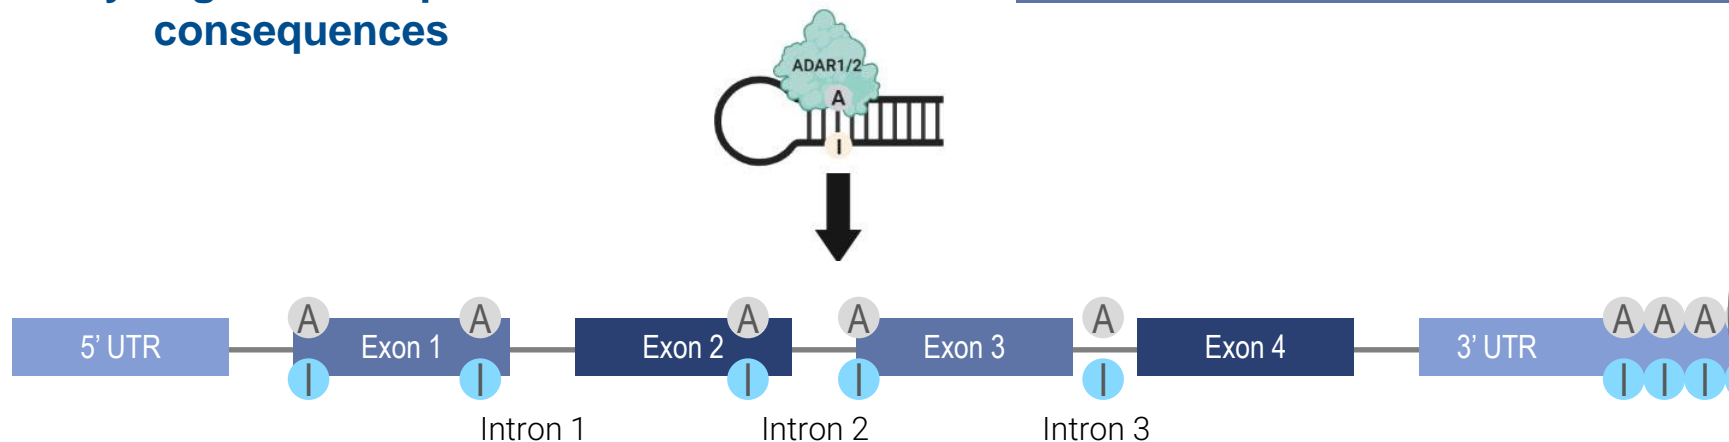 consequences
ADAR1/2
A
I
A A A A A A A A
5' UTR Exon 1 Exon 2 Exon 3 Exon 4 3' UTR
I I I I I I I I
Intron 1 Intron 2 Intron 3